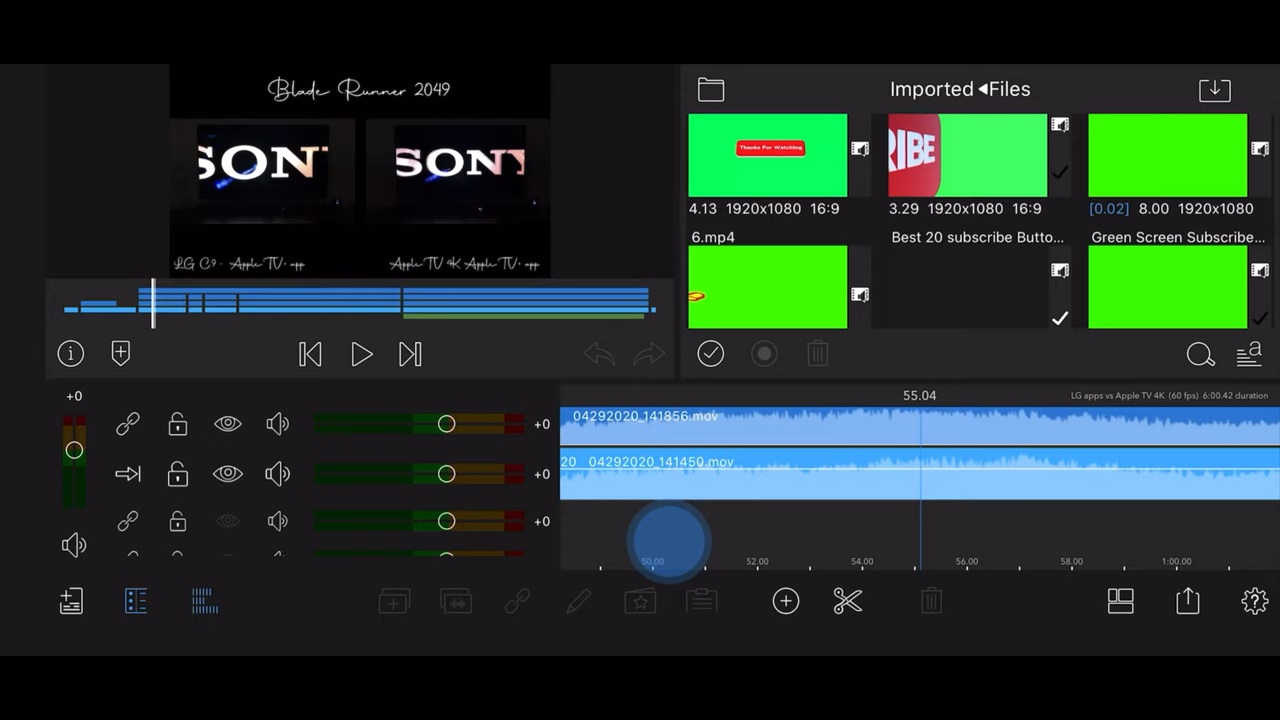 Blade Runner 2049
SONY
SONY
LG C9 - Apple TV+ app
Apple TV 4K Apple TV+ app
Imported ◂Files
Thanks For Watching
RIBE
4.13 1920x1080 16:9
3.29 1920x1080 16:9
[0.02] 8.00 1920x1080
6.mp4
Best 20 subscribe Butto...
Green Screen Subscribe...
+0
55.04
LG apps vs Apple TV 4K (60 fps) 6:00.42 duration
+0
04292020_141856.mov
+0
20 04292020_141450.mov
+0
50.00 52.00 54.00 56.00 58.00 1:00.00